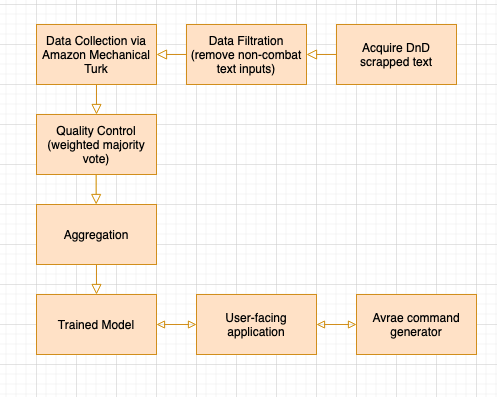 Data Collection via
Amazon Mechanical
Turk
Data Filtration
(remove non-combat
text inputs)
Acquire DnD
scrapped text
Quality Control
(weighted majority
vote)
Aggregation
Trained Model
User-facing
application
Avrae command
generator